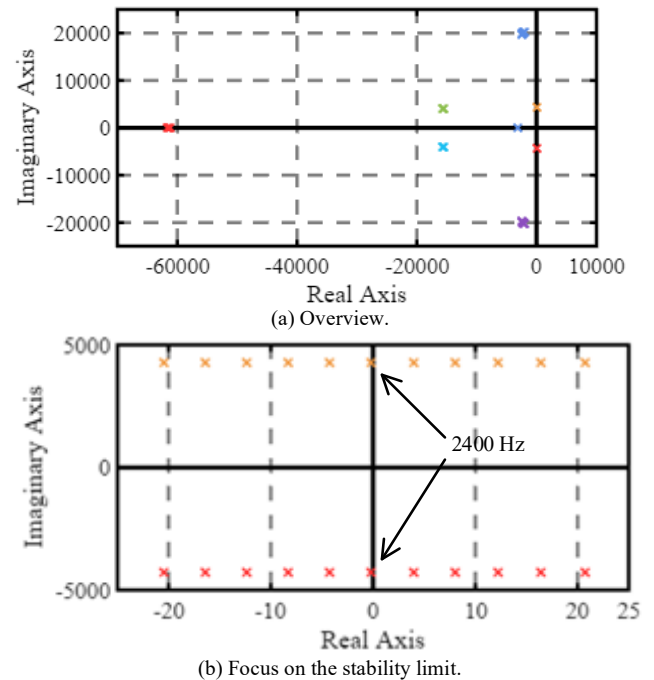 20000
10000
0
-10000
-20000
Imaginary Axis
-60000 -40000 -20000 0 10000
Real Axis
(a) Overview.
5000
0
-5000
Imaginary Axis
2400 Hz
-20 -10 0 10 20 25
Real Axis
(b) Focus on the stability limit.